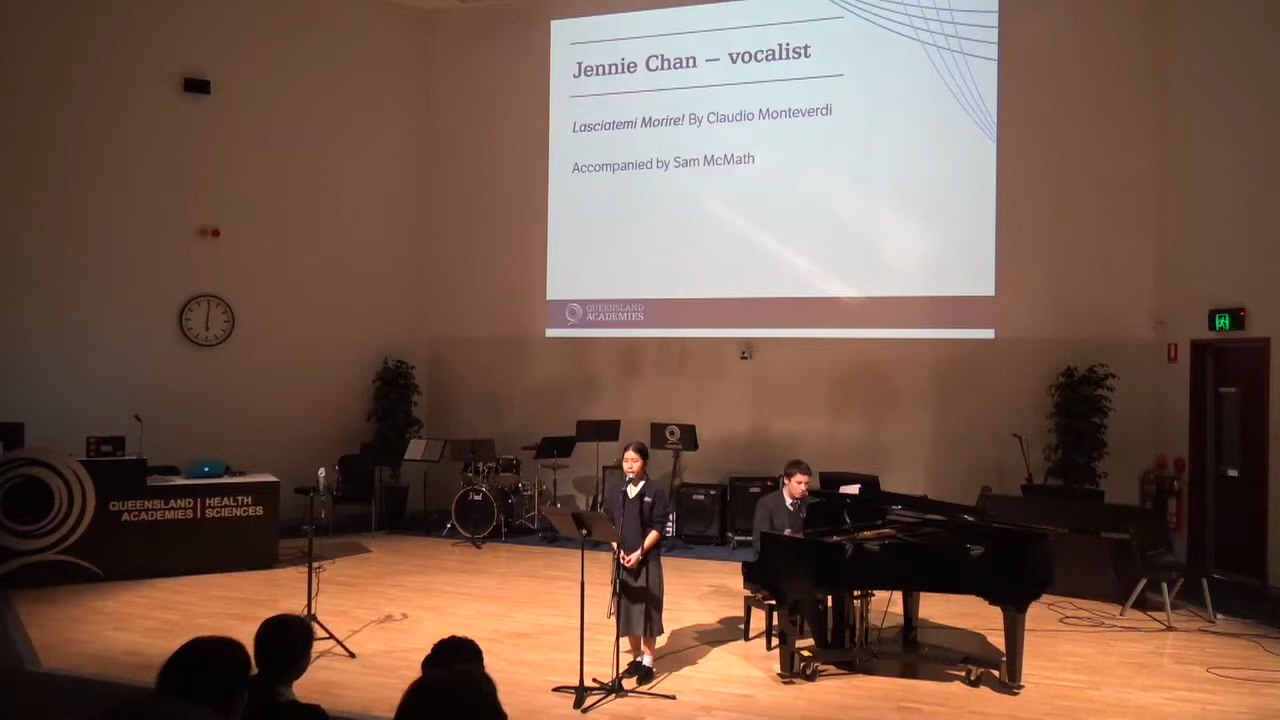 Jennie Chan – vocalist
Lasciatemi Morire! By Claudio Monteverdi
Accompanied by Sam McMath
QUEENSLAND
ACADEMIES
QUEENSLAND
ACADEMIES
HEALTH
SCIENCES